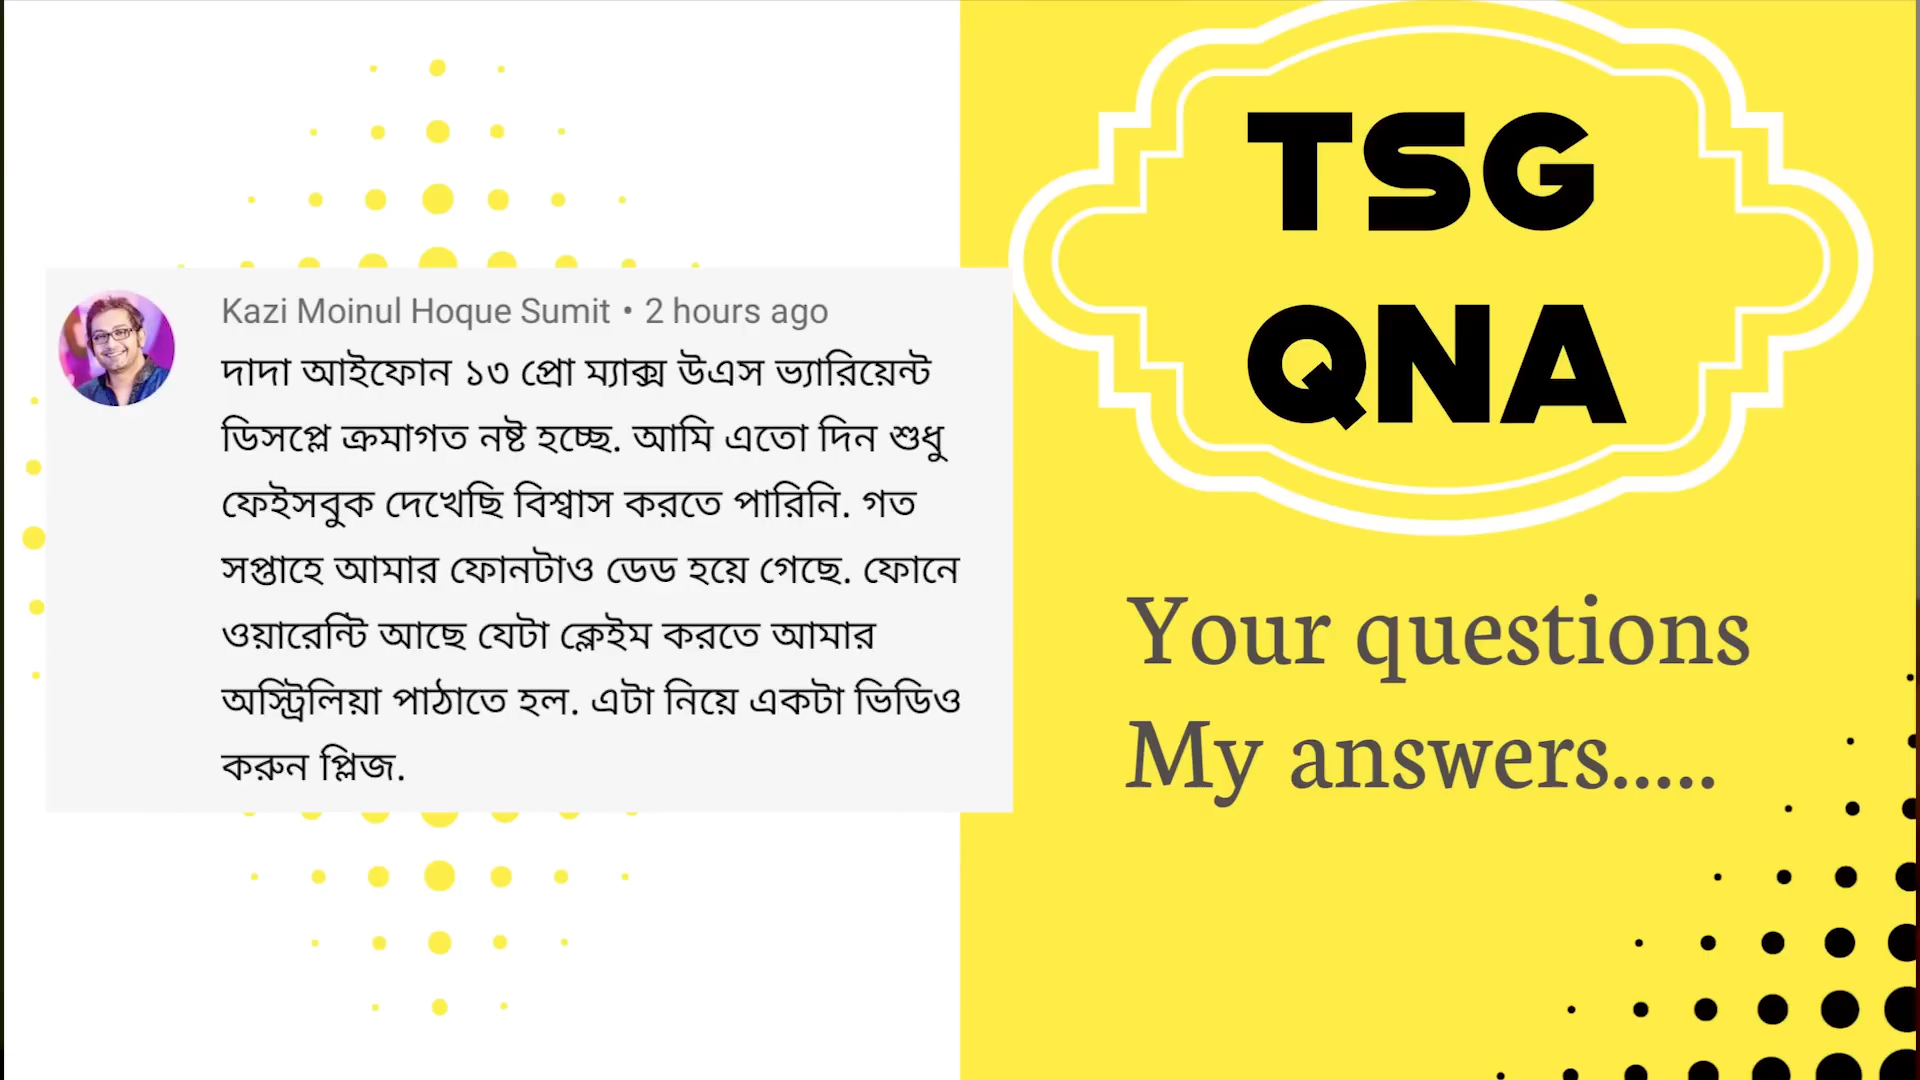 Kazi Moinul Hoque Sumit • 2 hours ago
দাদা আইফোন ১৩ প্রো ম্যাক্স উএস ভ্যারিয়েন্ট
ডিসপ্লে ক্রমাগত নষ্ট হচ্ছে. আমি এতো দিন শুধু
ফেইসবুক দেখেছি বিশ্বাস করতে পারিনি. গত
সপ্তাহে আমার ফোনটাও ডেড হয়ে গেছে. ফোনে
ওয়ারেন্টি আছে যেটা ক্লেইম করতে আমার
অস্ট্রিলিয়া পাঠাতে হল. এটা নিয়ে একটা ভিডিও
করুন প্লিজ.
TSG
QNA
Your questions
My answers.....